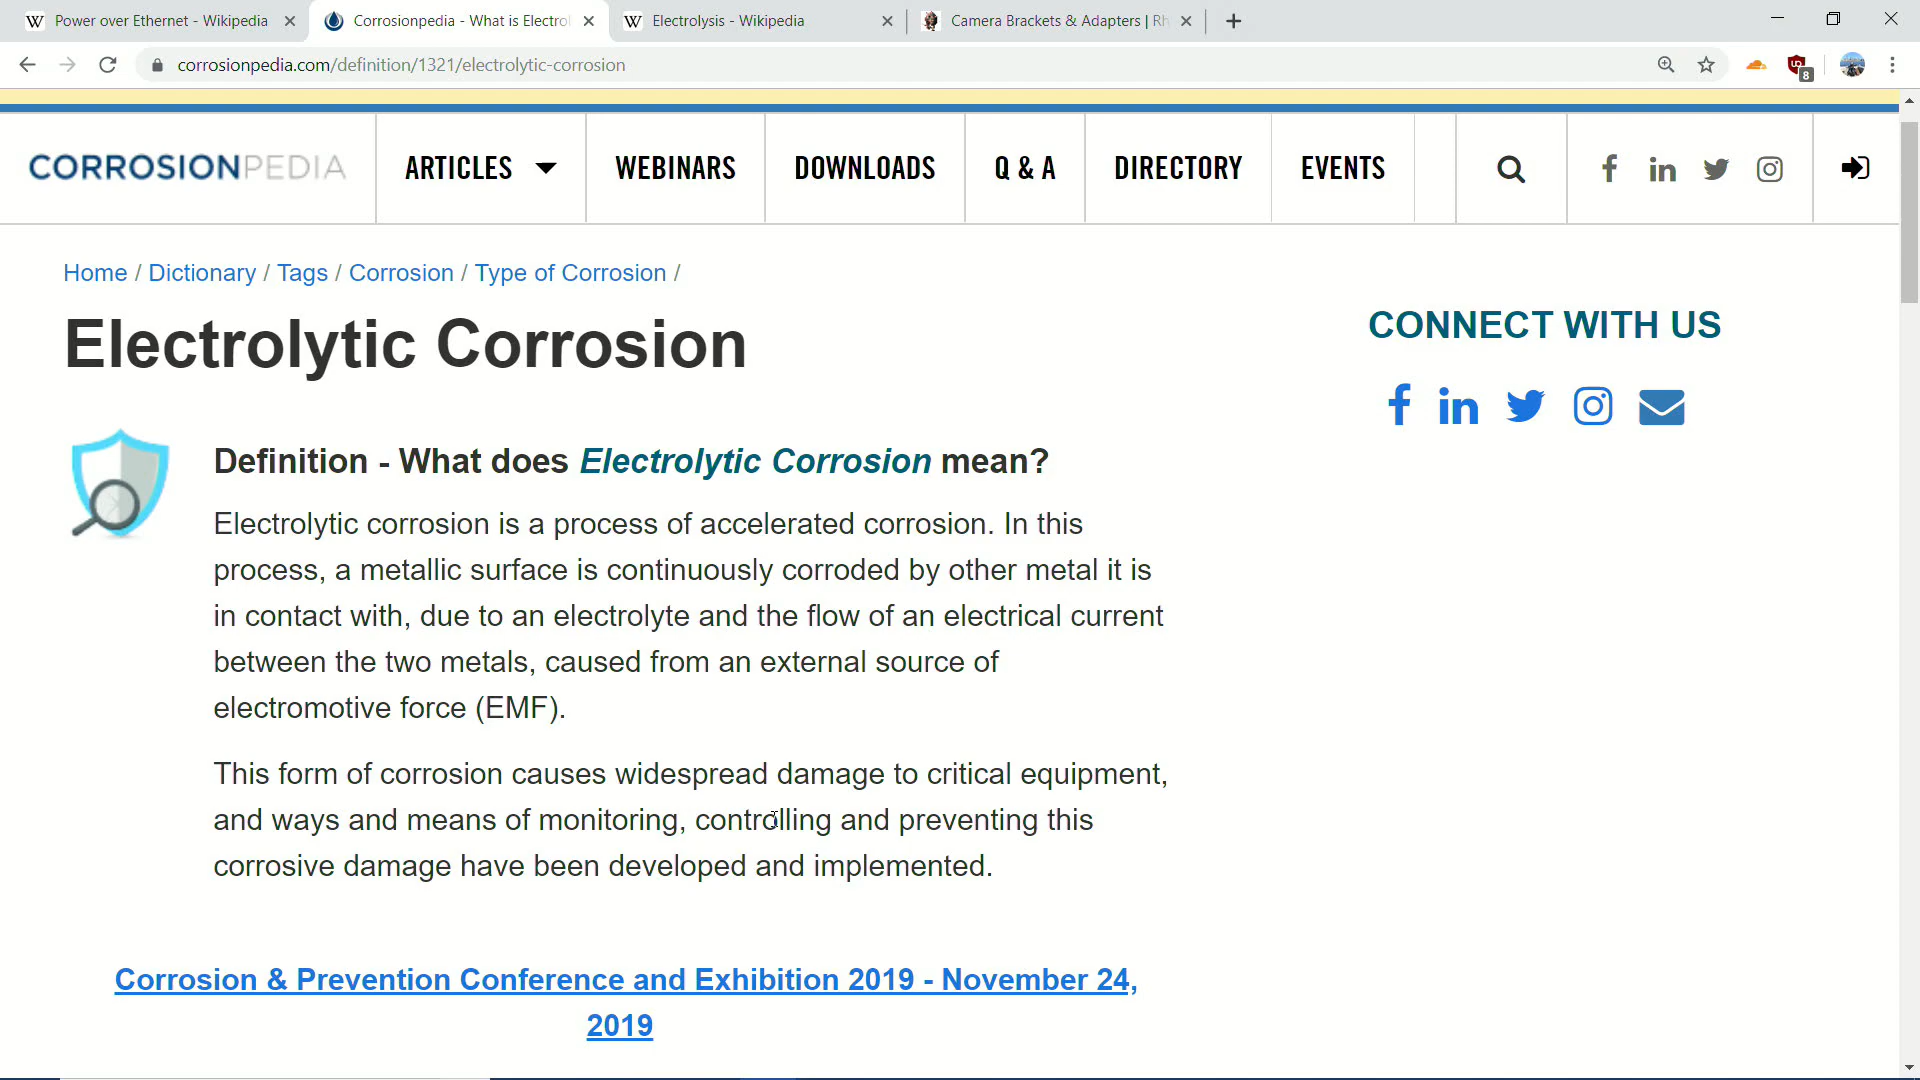 Power over Ethernet - Wikipedia
Corrosionpedia - What is Electro
Electrolysis - Wikipedia
Camera Brackets & Adapters | Rh
corrosionpedia.com/definition/1321/electrolytic-corrosion
8
CORROSIONPEDIA
ARTICLES
WEBINARS
DOWNLOADS
Q & A
DIRECTORY
EVENTS
Home / Dictionary / Tags / Corrosion / Type of Corrosion /
Electrolytic Corrosion
CONNECT WITH US
Definition - What does Electrolytic Corrosion mean?
Electrolytic corrosion is a process of accelerated corrosion. In this
process, a metallic surface is continuously corroded by other metal it is
in contact with, due to an electrolyte and the flow of an electrical current
between the two metals, caused from an external source of
electromotive force (EMF).
This form of corrosion causes widespread damage to critical equipment,
and ways and means of monitoring, controlling and preventing this
corrosive damage have been developed and implemented.
Corrosion & Prevention Conference and Exhibition 2019 - November 24,
2019